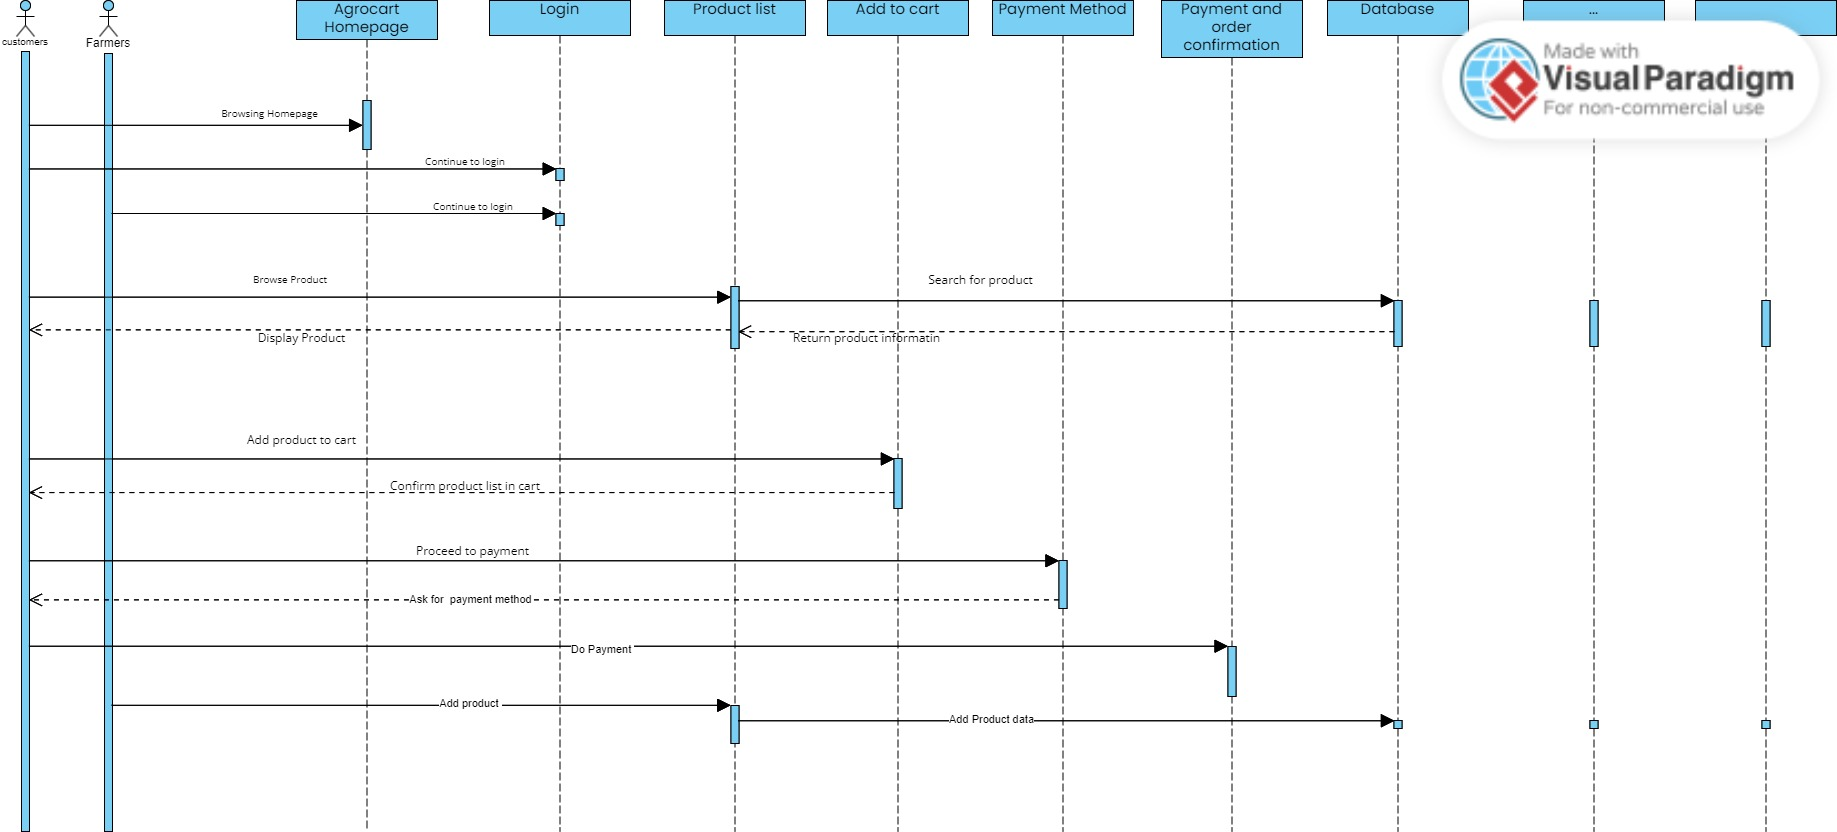 customers
Farmers
Agrocart
Homepage
Login
Product list
Add to cart
Payment Method
Payment and
order
confirmation
Database
...
Made with
Visual Paradigm
For non-commercial use
Browsing Homepage
Continue to login
Continue to login
Browse Product
Search for product
Display Product
Return product informatin
Add product to cart
Confirm product list in cart
Proceed to payment
Ask for payment method
Do Payment
Add product
Add Product data